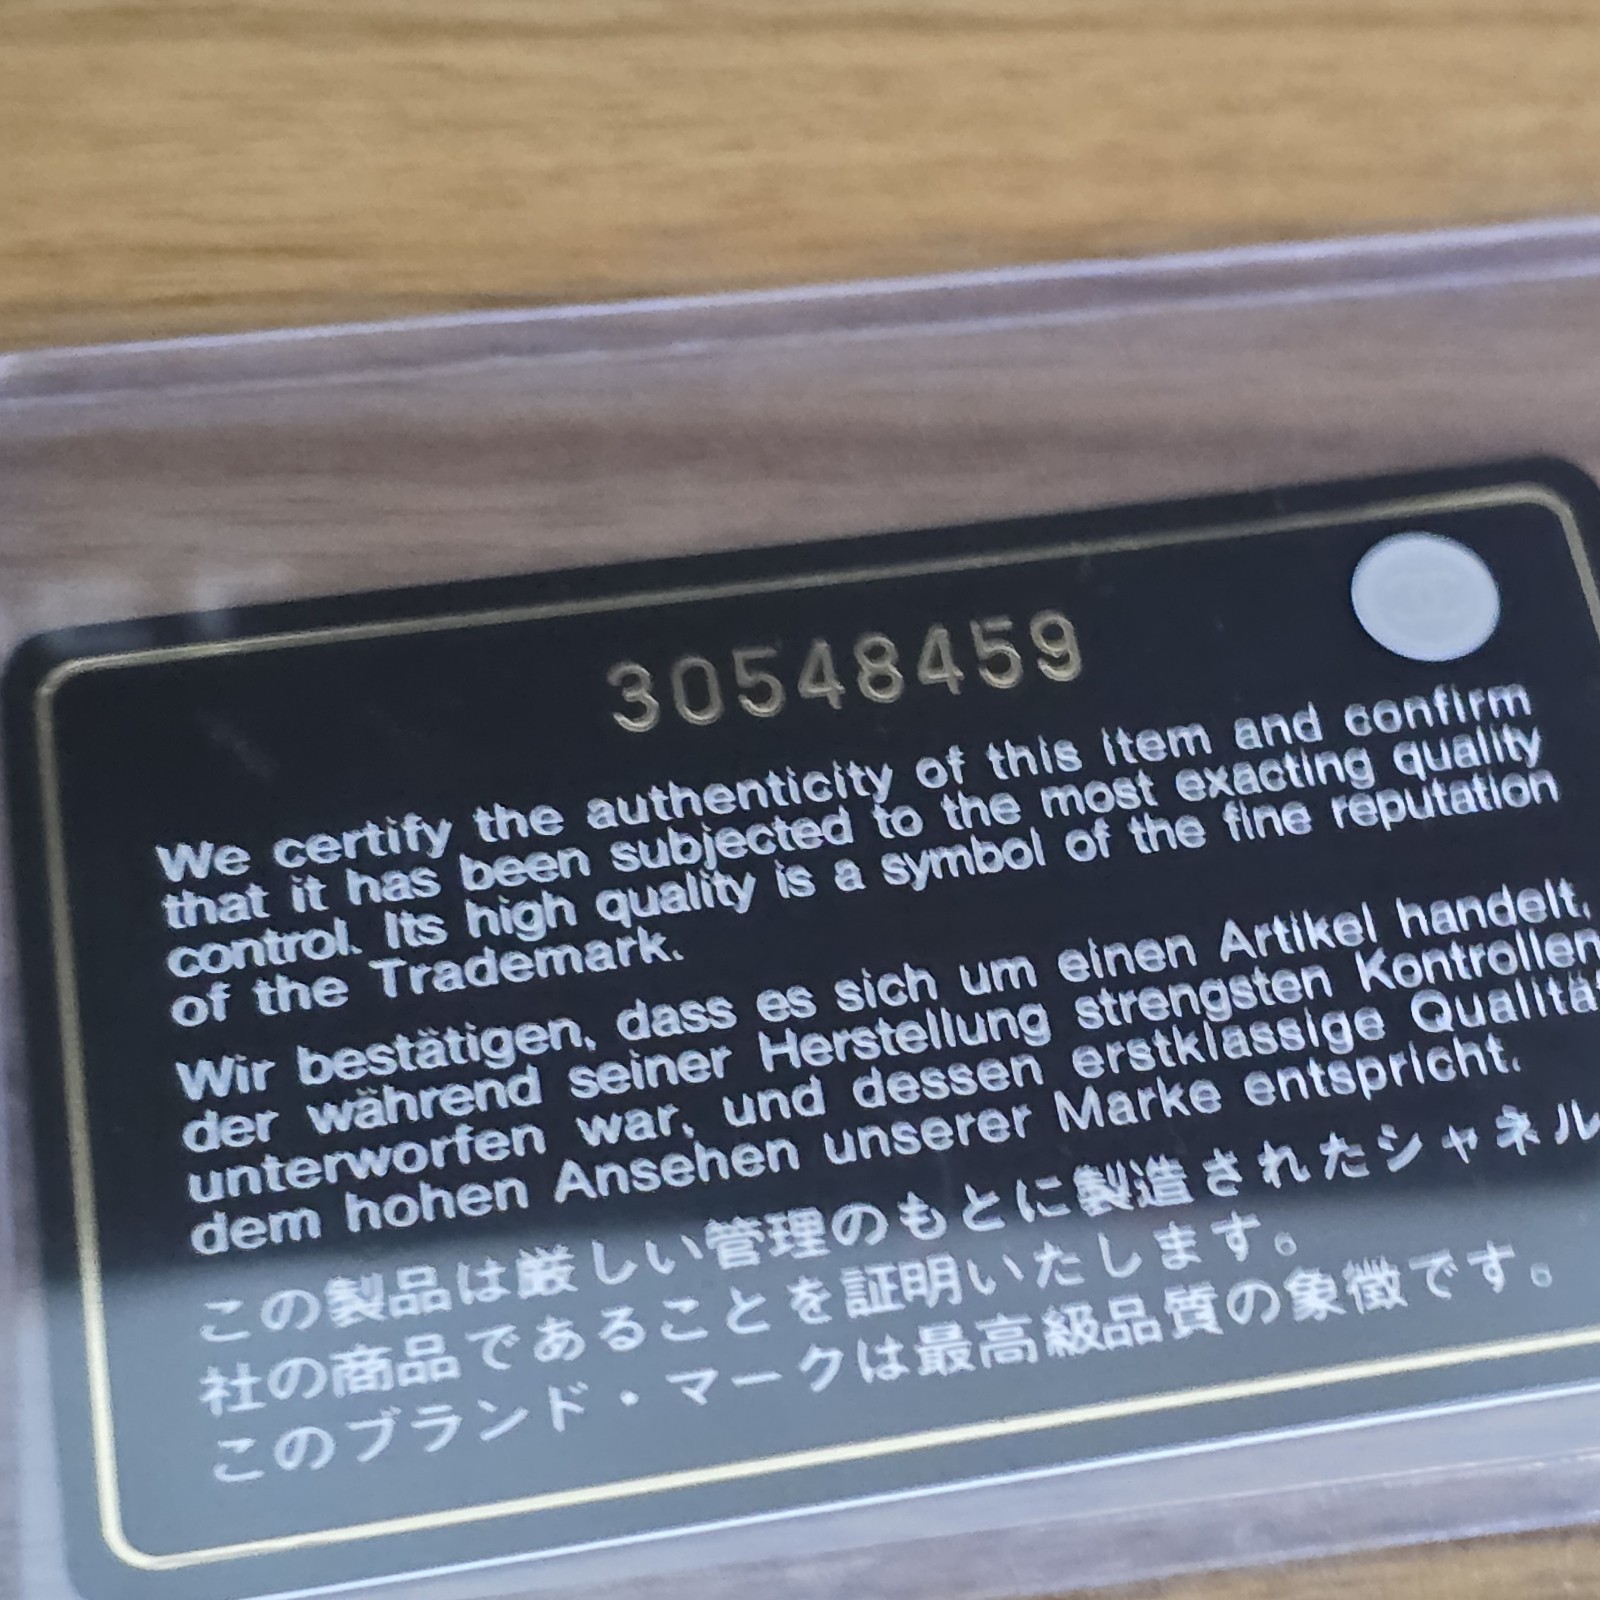 30548459
We certify the authenticity of this item and confirm
that it has been subjected to the most exacting quality
control. Its high quality is a symbol of the fine reputation
of the Trademark.
Wir bestätigen, dass es sich um einen Artikel handelt,
der während seiner Herstellung strengsten Kontrollen
unterworfen war, und dessen erstklassige Qualität
dem hohen Ansehen unserer Marke entspricht.
この製品は厳しい管理のもとに製造されたシャネル
社の商品であることを証明いたします。
このブランド・マークは最高級品質の象徴です。